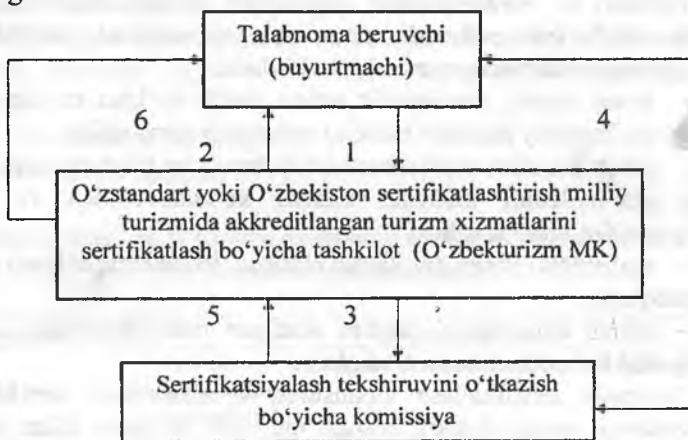 Talabnoma beruvchi
(buyurtmachi)
6
4
2
1
O‘zstandart yoki O‘zbekiston sertifikatlashtirish milliy
turizmida akkreditlangan turizm xizmatlarini
sertifikatlash bo‘yicha tashkilot (O‘zbekturizm MK)
5
3
Sertifikatsiyalash tekshiruvini o‘tkazish
bo‘yicha komissiya